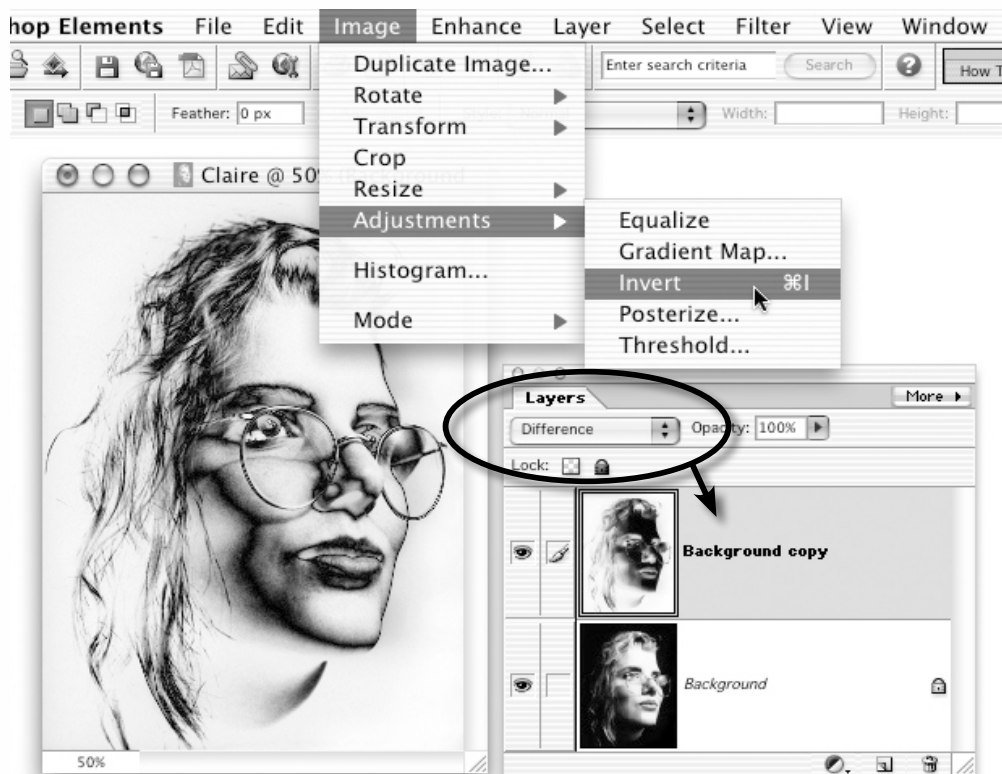 hop Elements File Edit Image Enhance Layer Select Filter View Window
Duplicate Image...
Enter search criteria Search How T
Rotate
Feather: 0 px
Width: Height:
Transform
Crop
Claire @ 50%
Resize
Adjustments
Equalize
Gradient Map...
Histogram...
Invert ⌘I
Mode
Posterize...
Threshold...
Layers More
Difference Opacity: 100%
Lock:
Background copy
Background
50%